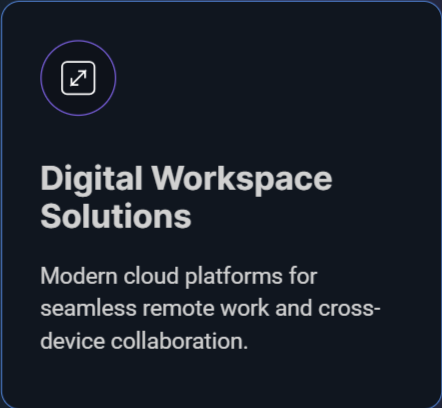 Digital Workspace
Solutions
Modern cloud platforms for
seamless remote work and cross-
device collaboration.